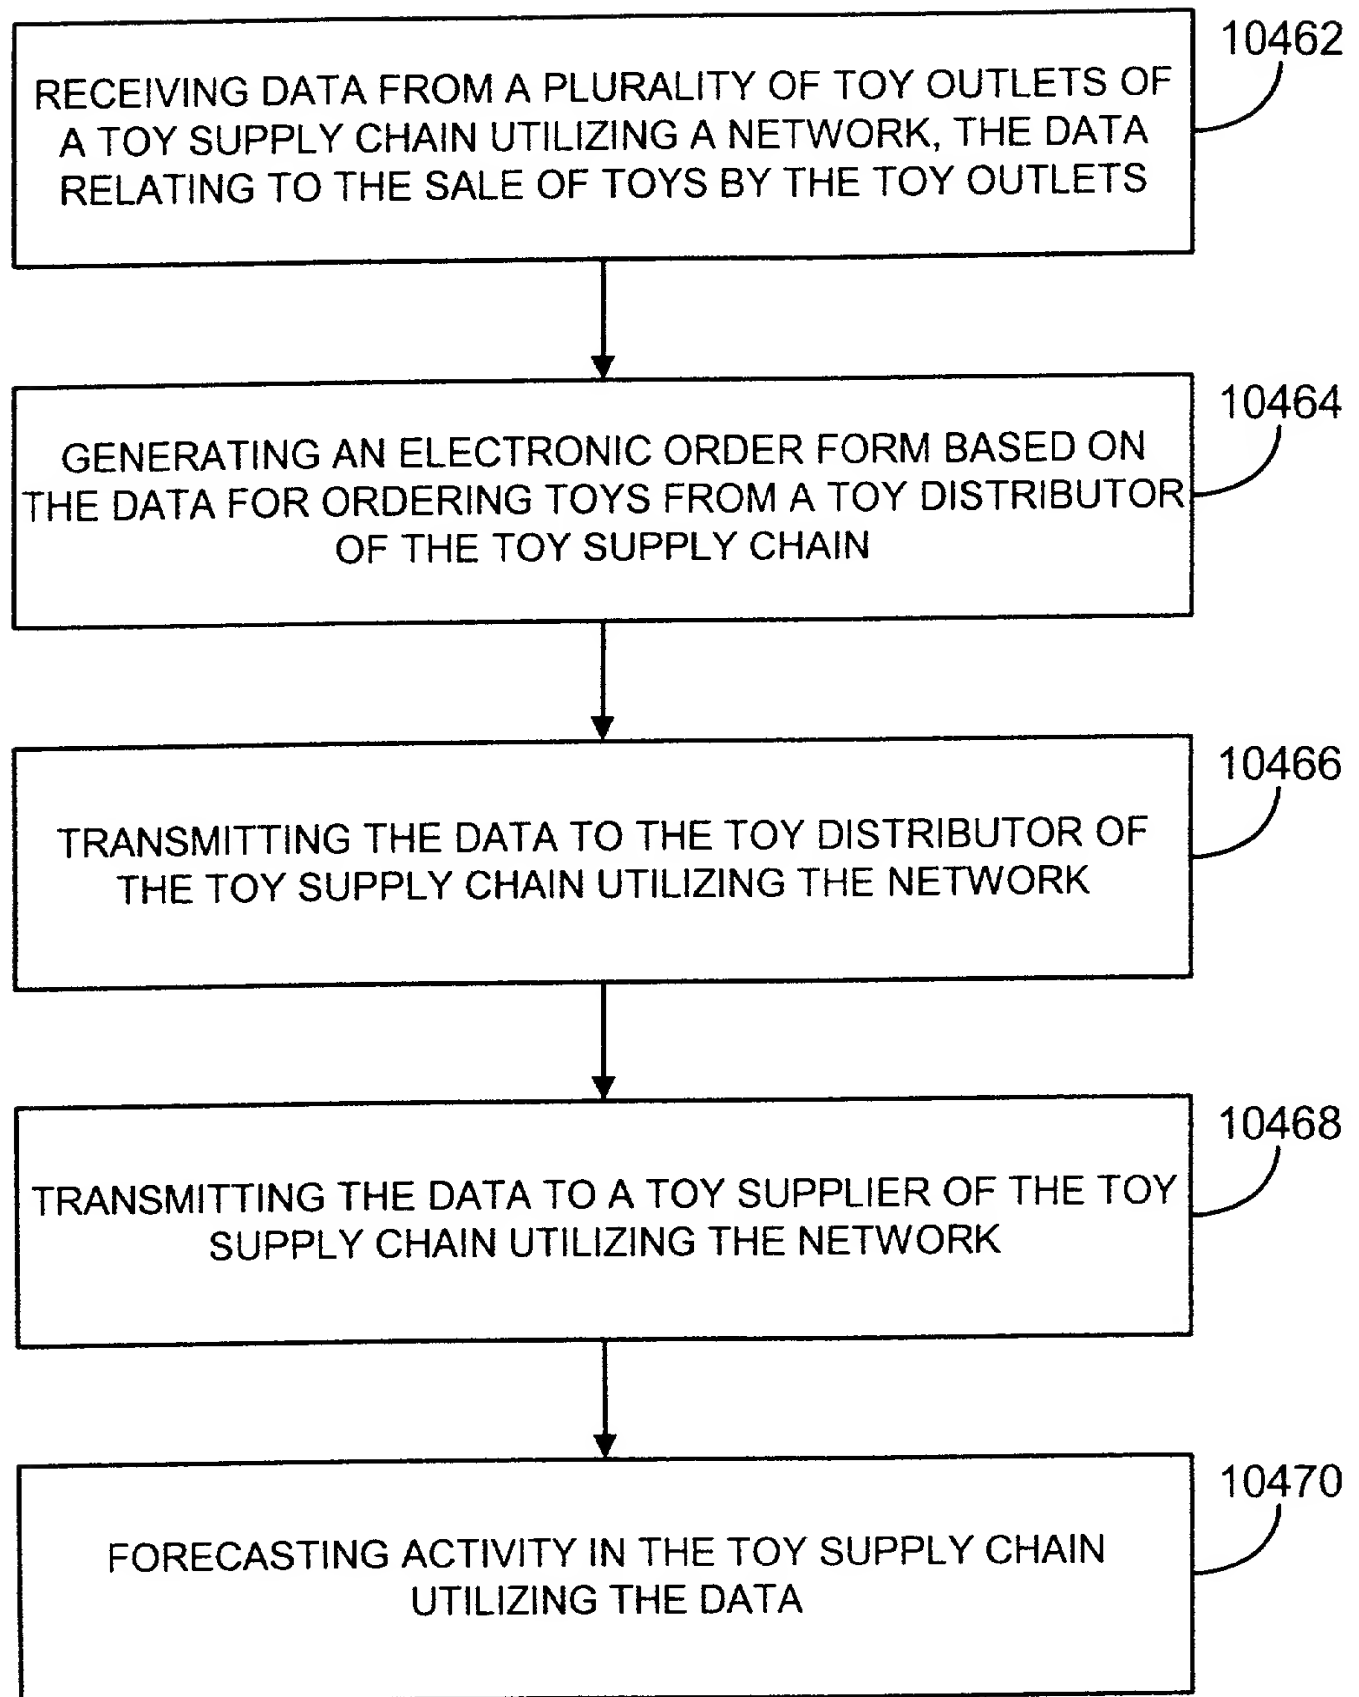 10462
RECEIVING DATA FROM A PLURALITY OF TOY OUTLETS OF
A TOY SUPPLY CHAIN UTILIZING A NETWORK, THE DATA
RELATING TO THE SALE OF TOYS BY THE TOY OUTLETS
10464
GENERATING AN ELECTRONIC ORDER FORM BASED ON
THE DATA FOR ORDERING TOYS FROM A TOY DISTRIBUTOR
OF THE TOY SUPPLY CHAIN
10466
TRANSMITTING THE DATA TO THE TOY DISTRIBUTOR OF
THE TOY SUPPLY CHAIN UTILIZING THE NETWORK
10468
TRANSMITTING THE DATA TO A TOY SUPPLIER OF THE TOY
SUPPLY CHAIN UTILIZING THE NETWORK
10470
FORECASTING ACTIVITY IN THE TOY SUPPLY CHAIN
UTILIZING THE DATA